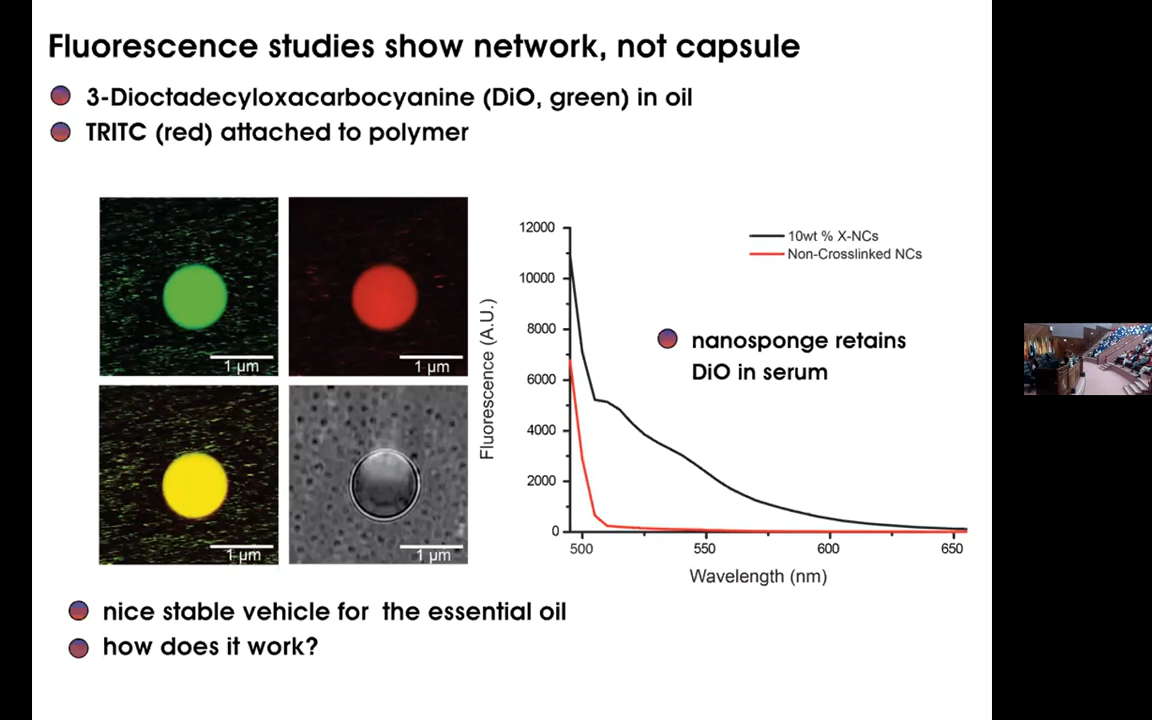 Fluorescence studies show network, not capsule
3-Dioctadecyloxacarbocyanine (DiO, green) in oil
TRITC (red) attached to polymer
1 µm
1 µm
1 µm
1 µm
Fluorescence (A.U.)
12000
10000
8000
6000
4000
2000
0
500
550
600
650
Wavelength (nm)
10wt % X-NCs
Non-Crosslinked NCs
nanosponge retains
DiO in serum
nice stable vehicle for the essential oil
how does it work?